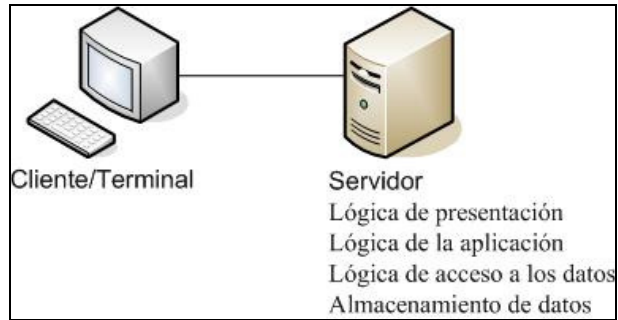 Cliente/Terminal
Servidor
Lógica de presentación
Lógica de la aplicación
Lógica de acceso a los datos
Almacenamiento de datos